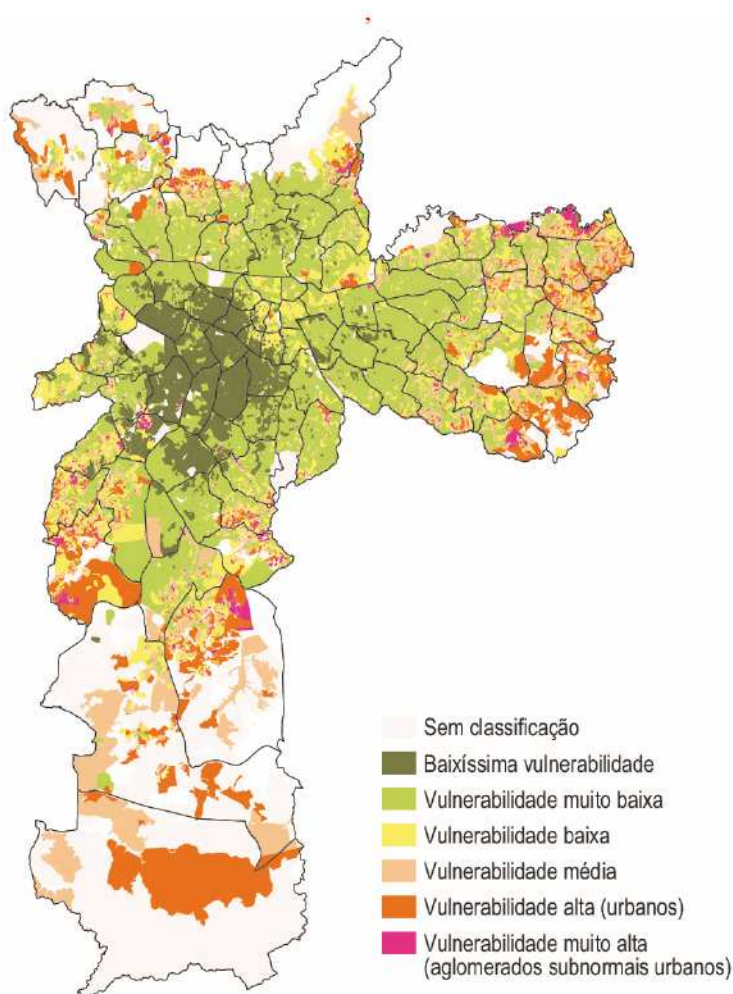 Sem classificação
Baixíssima vulnerabilidade
Vulnerabilidade muito baixa
Vulnerabilidade baixa
Vulnerabilidade média
Vulnerabilidade alta (urbanos)
Vulnerabilidade muito alta
(aglomerados subnormais urbanos)